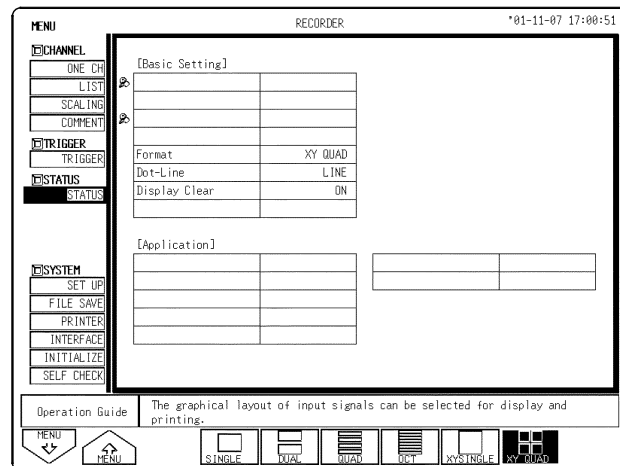 MENU RECORDER '01-11-07 17:00:51
CHANNEL
ONE CH
LIST
SCALING
COMMENT
TRIGGER
TRIGGER
STATUS
STATUS
SYSTEM
SET UP
FILE SAVE
PRINTER
INTERFACE
INITIALIZE
SELF CHECK
[Basic Setting]
Format XY QUAD
Dot-Line LINE
Display Clear ON
[Application]
Operation Guide
The graphical layout of input signals can be selected for display and
printing.
MENU
MENU
SINGLE DUAL QUAD OCT XYSINGLE XY QUAD